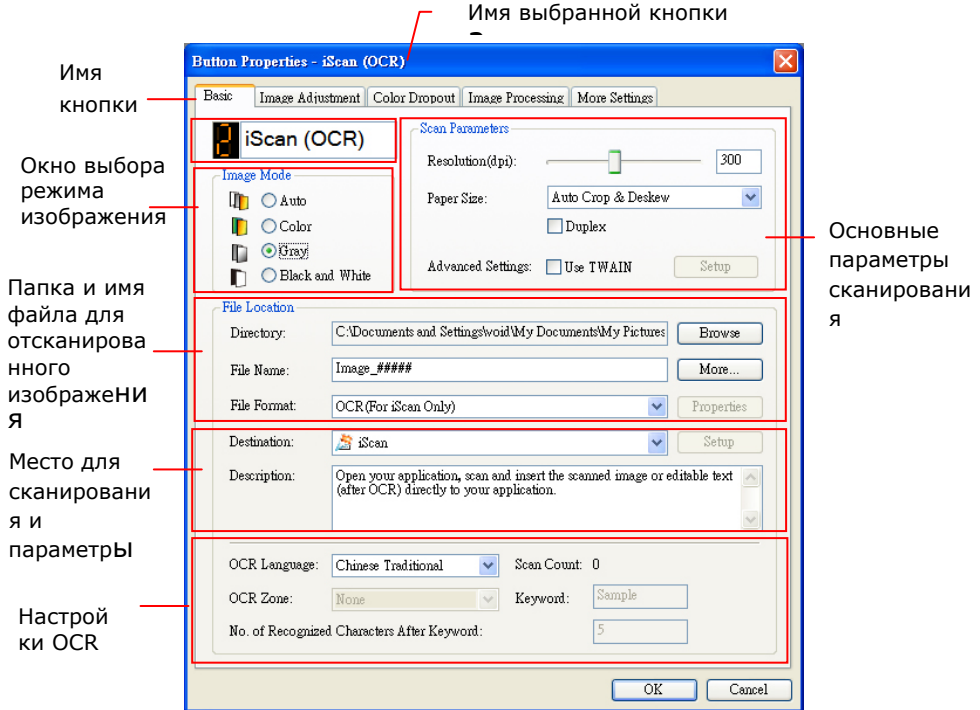 Имя выбранной кнопки
Имя
кнопки
Окно выбора
режима
изображения
Папка и имя
файла для
отсканирова
нного
изображеНИ
Я
Место для
сканировани
я и
параметрЫ
Настрой
ки OCR
Button Properties - iScan (OCR)
Basic Image Adjustment Color Dropout Image Processing More Settings
2 iScan (OCR)
Image Mode
Auto
Color
Gray
Black and White
Scan Parameters
Resolution(dpi): 300
Paper Size: Auto Crop & Deskew
Duplex
Advanced Settings: Use TWAIN Setup
File Location
Directory: C:\Documents and Settings\void\My Documents\My Pictures Browse
File Name: Image_##### More...
File Format: OCR(For iScan Only) Properties
Destination: iScan Setup
Description: Open your application, scan and insert the scanned image or editable text
(after OCR) directly to your application.
OCR Language: Chinese Traditional Scan Count: 0
OCR Zone: None Keyword: Sample
No. of Recognized Characters After Keyword: 5
OK Cancel
Основные
параметры
сканировани
я